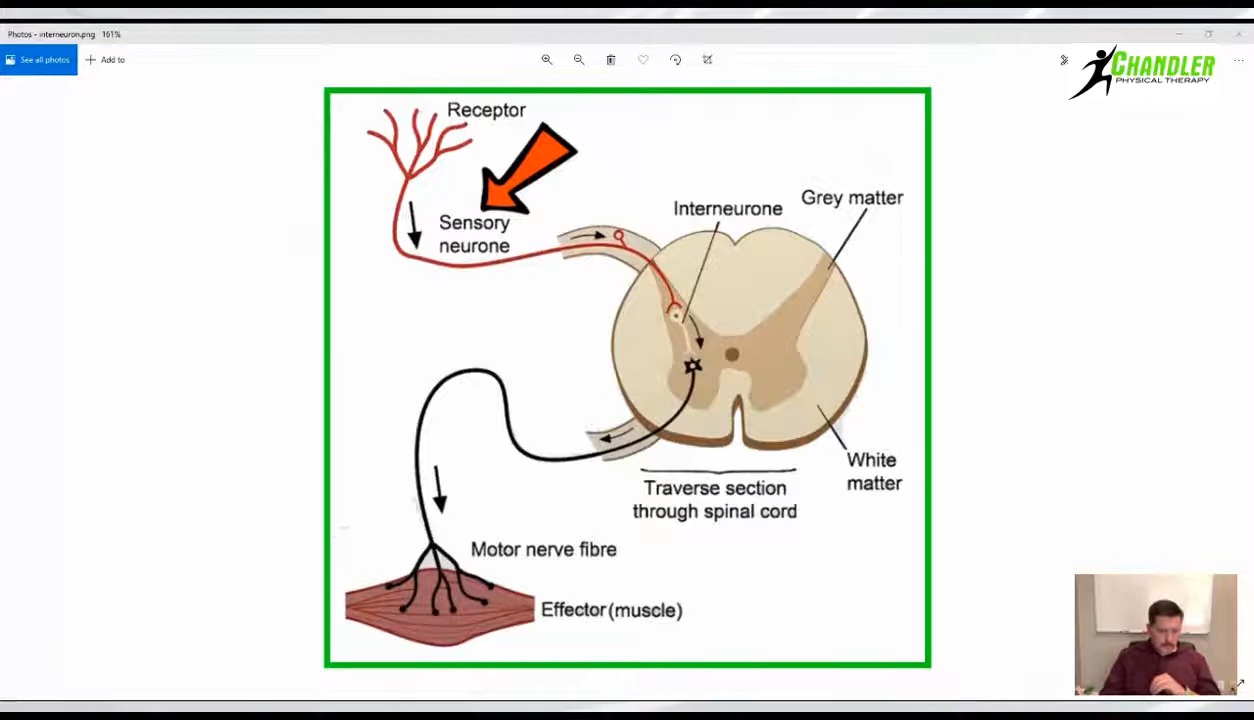 Photos - interneuron.png 161%
See all photos
Add to
CHANDLER
PHYSICAL THERAPY
Receptor
Sensory
neurone
Interneurone
Grey matter
White
matter
Traverse section
through spinal cord
Motor nerve fibre
Effector (muscle)